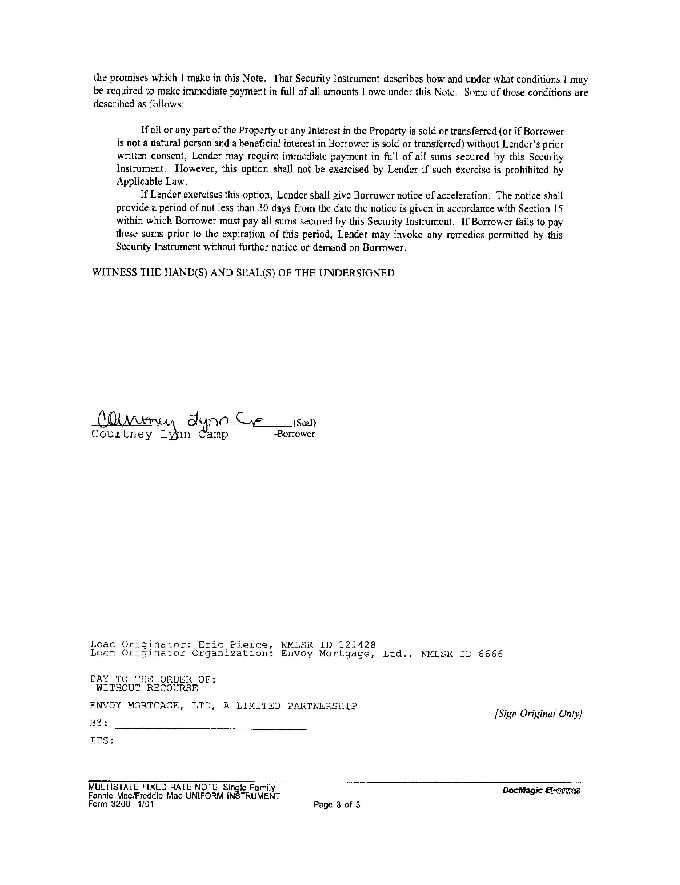 the promises which I make in this Note. That Security Instrument describes how and under what conditions I may
be required to make immediate payment in full of all amounts I owe under this Note. Some of those conditions are
described as follows:
If all or any part of the Property or any Interest in the Property is sold or transferred (or if Borrower
is not a natural person and a beneficial interest in Borrower is sold or transferred) without Lender's prior
written consent, Lender may require immediate payment in full of all sums secured by this Security
Instrument. However, this option shall not be exercised by Lender if such exercise is prohibited by
Applicable Law.
If Lender exercises this option, Lender shall give Borrower notice of acceleration. The notice shall
provide a period of not less than 30 days from the date the notice is given in accordance with Section 15
within which Borrower must pay all sums secured by this Security Instrument. If Borrower fails to pay
these sums prior to the expiration of this period, Lender may invoke any remedies permitted by this
Security Instrument without further notice or demand on Borrower.
WITNESS THE HAND(S) AND SEAL(S) OF THE UNDERSIGNED
Courtney Lynn (Seal)
Courtney Lynn Camp -Borrower
Loan Originator: Eric Pierce, NMLSR ID 121428
Loan Originator Organization: Envoy Mortgage, Ltd., NMLSR ID 6666
PAY TO THE ORDER OF:
WITHOUT RECOURSE
ENVOY MORTGAGE, LTD, A LIMITED PARTNERSHIP
[Sign Original Only]
BY:
ITS:
MULTISTATE FIXED RATE NOTE Single Family
Fannie Mae/Freddie Mac UNIFORM INSTRUMENT
Form 3200 1/01
Page 3 of 3
DocMagic